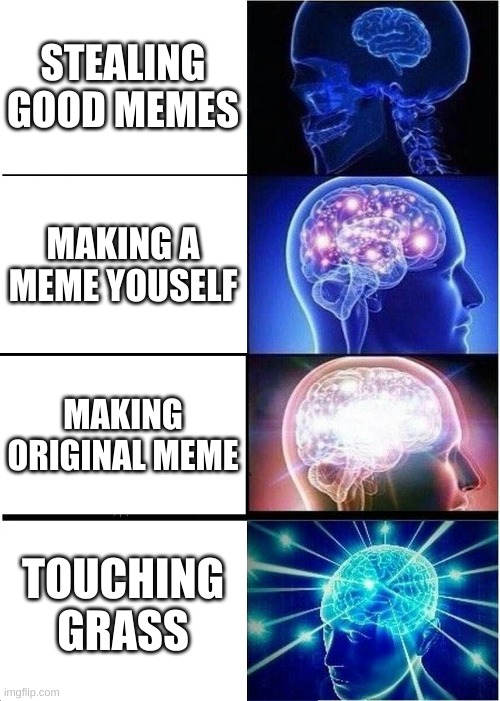 STEALING
GOOD MEMES
MAKING A
MEME YOUSELF
MAKING
ORIGINAL MEME
TOUCHING
GRASS
imgflip.com